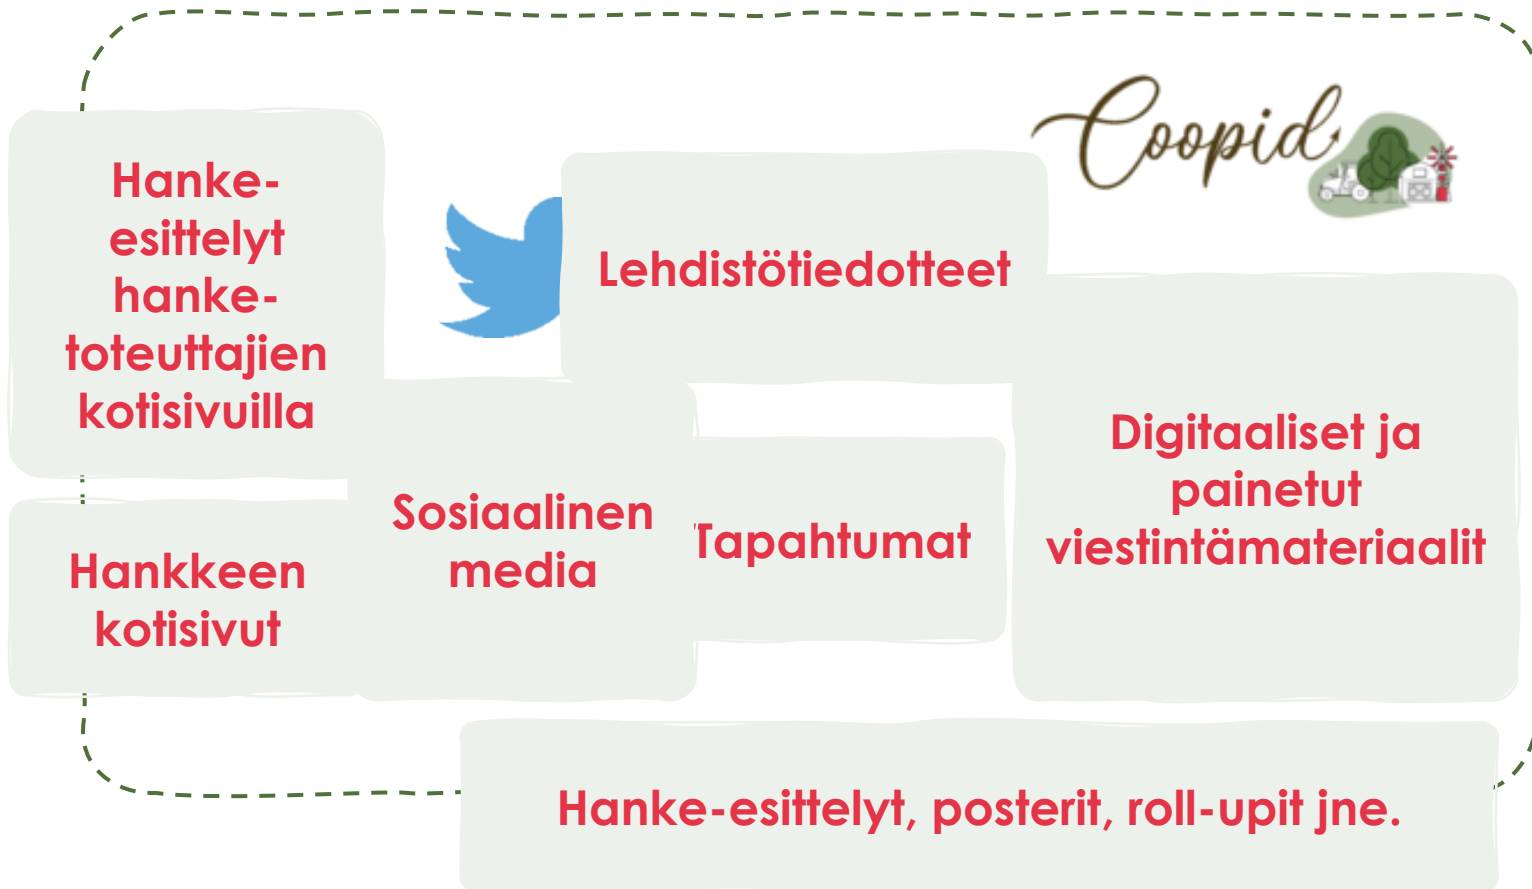 Coopid
Hanke-
esittelyt
hanke-
toteuttajien
kotisivuilla
Lehdistötiedotteet
Digitaaliset ja
painetut
viestintämateriaalit
Sosiaalinen
media
Tapahtumat
Hankkeen
kotisivut
Hanke-esittelyt, posterit, roll-upit jne.